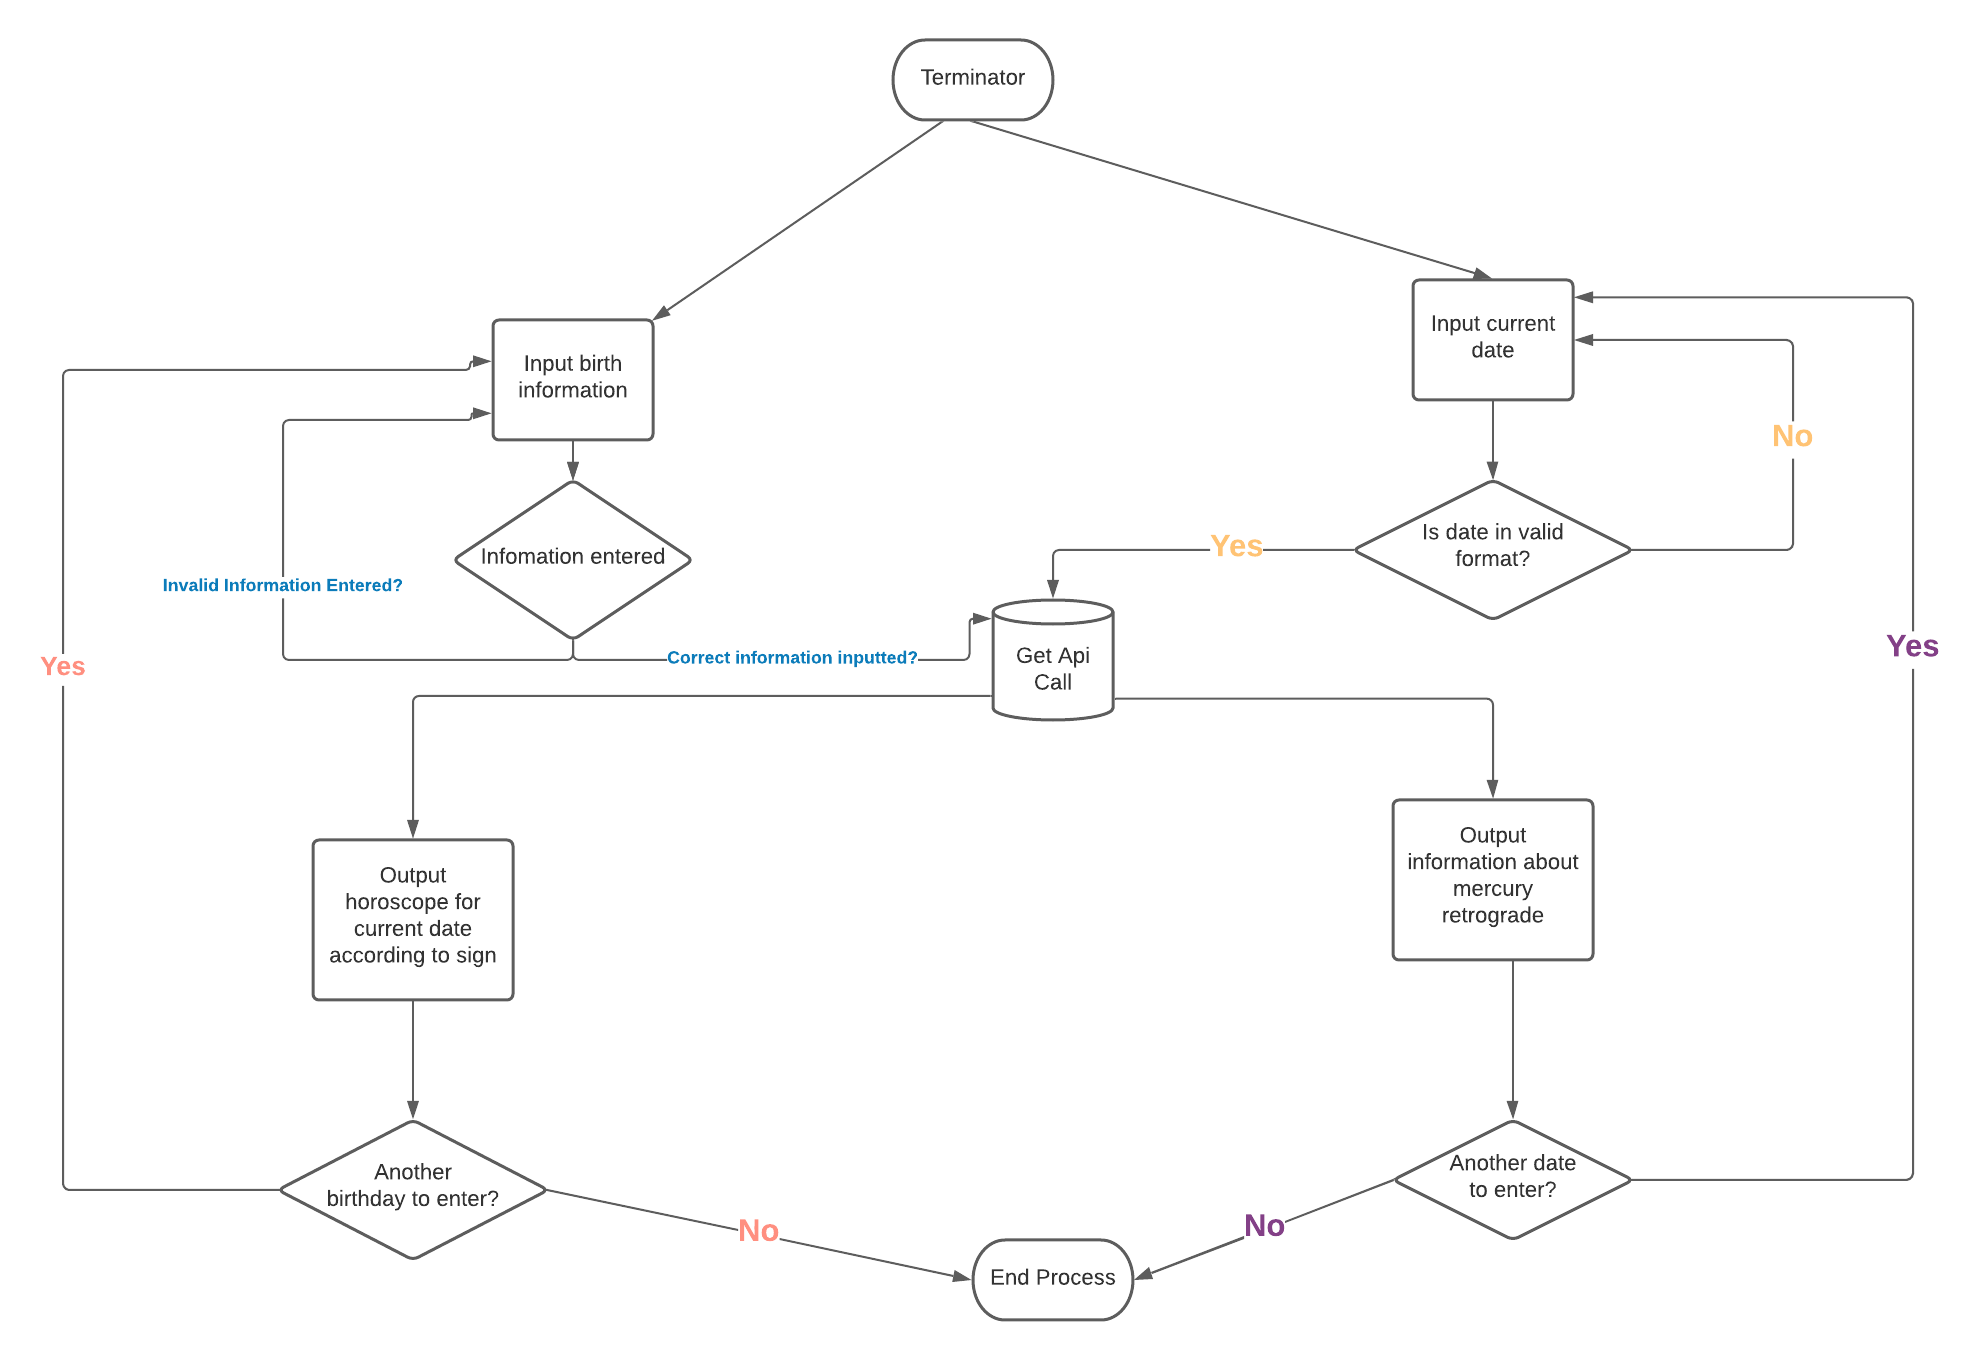 Terminator
Input current
date
Input birth
information
No
Is date in valid
format?
Yes
Infomation entered
Invalid Information Entered?
Correct information inputted?
Get Api
Call
Yes
Yes
Output
information about
mercury
retrograde
Output
horoscope for
current date
according to sign
Another
birthday to enter?
Another date
to enter?
No
No
End Process